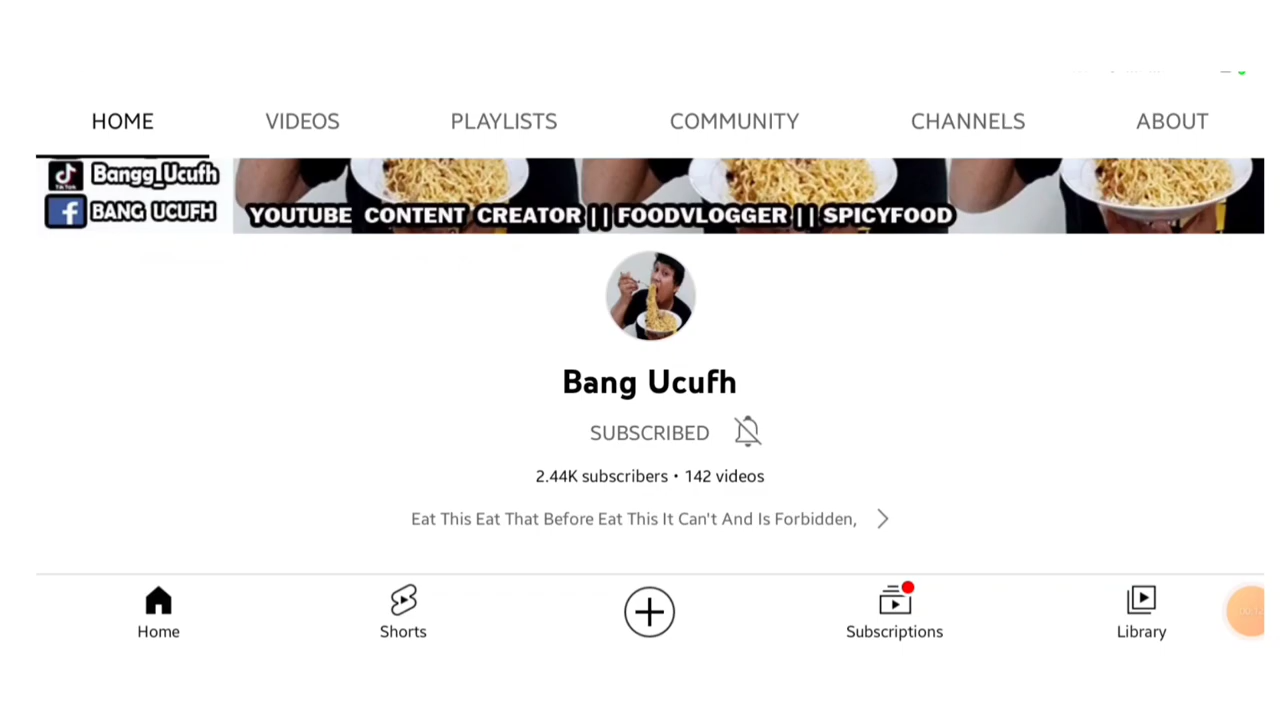 HOME VIDEOS PLAYLISTS COMMUNITY CHANNELS ABOUT
TikTok Bangg_Ucufh
BANG UCUFH
YOUTUBE CONTENT CREATOR || FOODVLOGGER || SPICYFOOD
Bang Ucufh
SUBSCRIBED
2.44K subscribers • 142 videos
Eat This Eat That Before Eat This It Can't And Is Forbidden,
Home Shorts Subscriptions Library